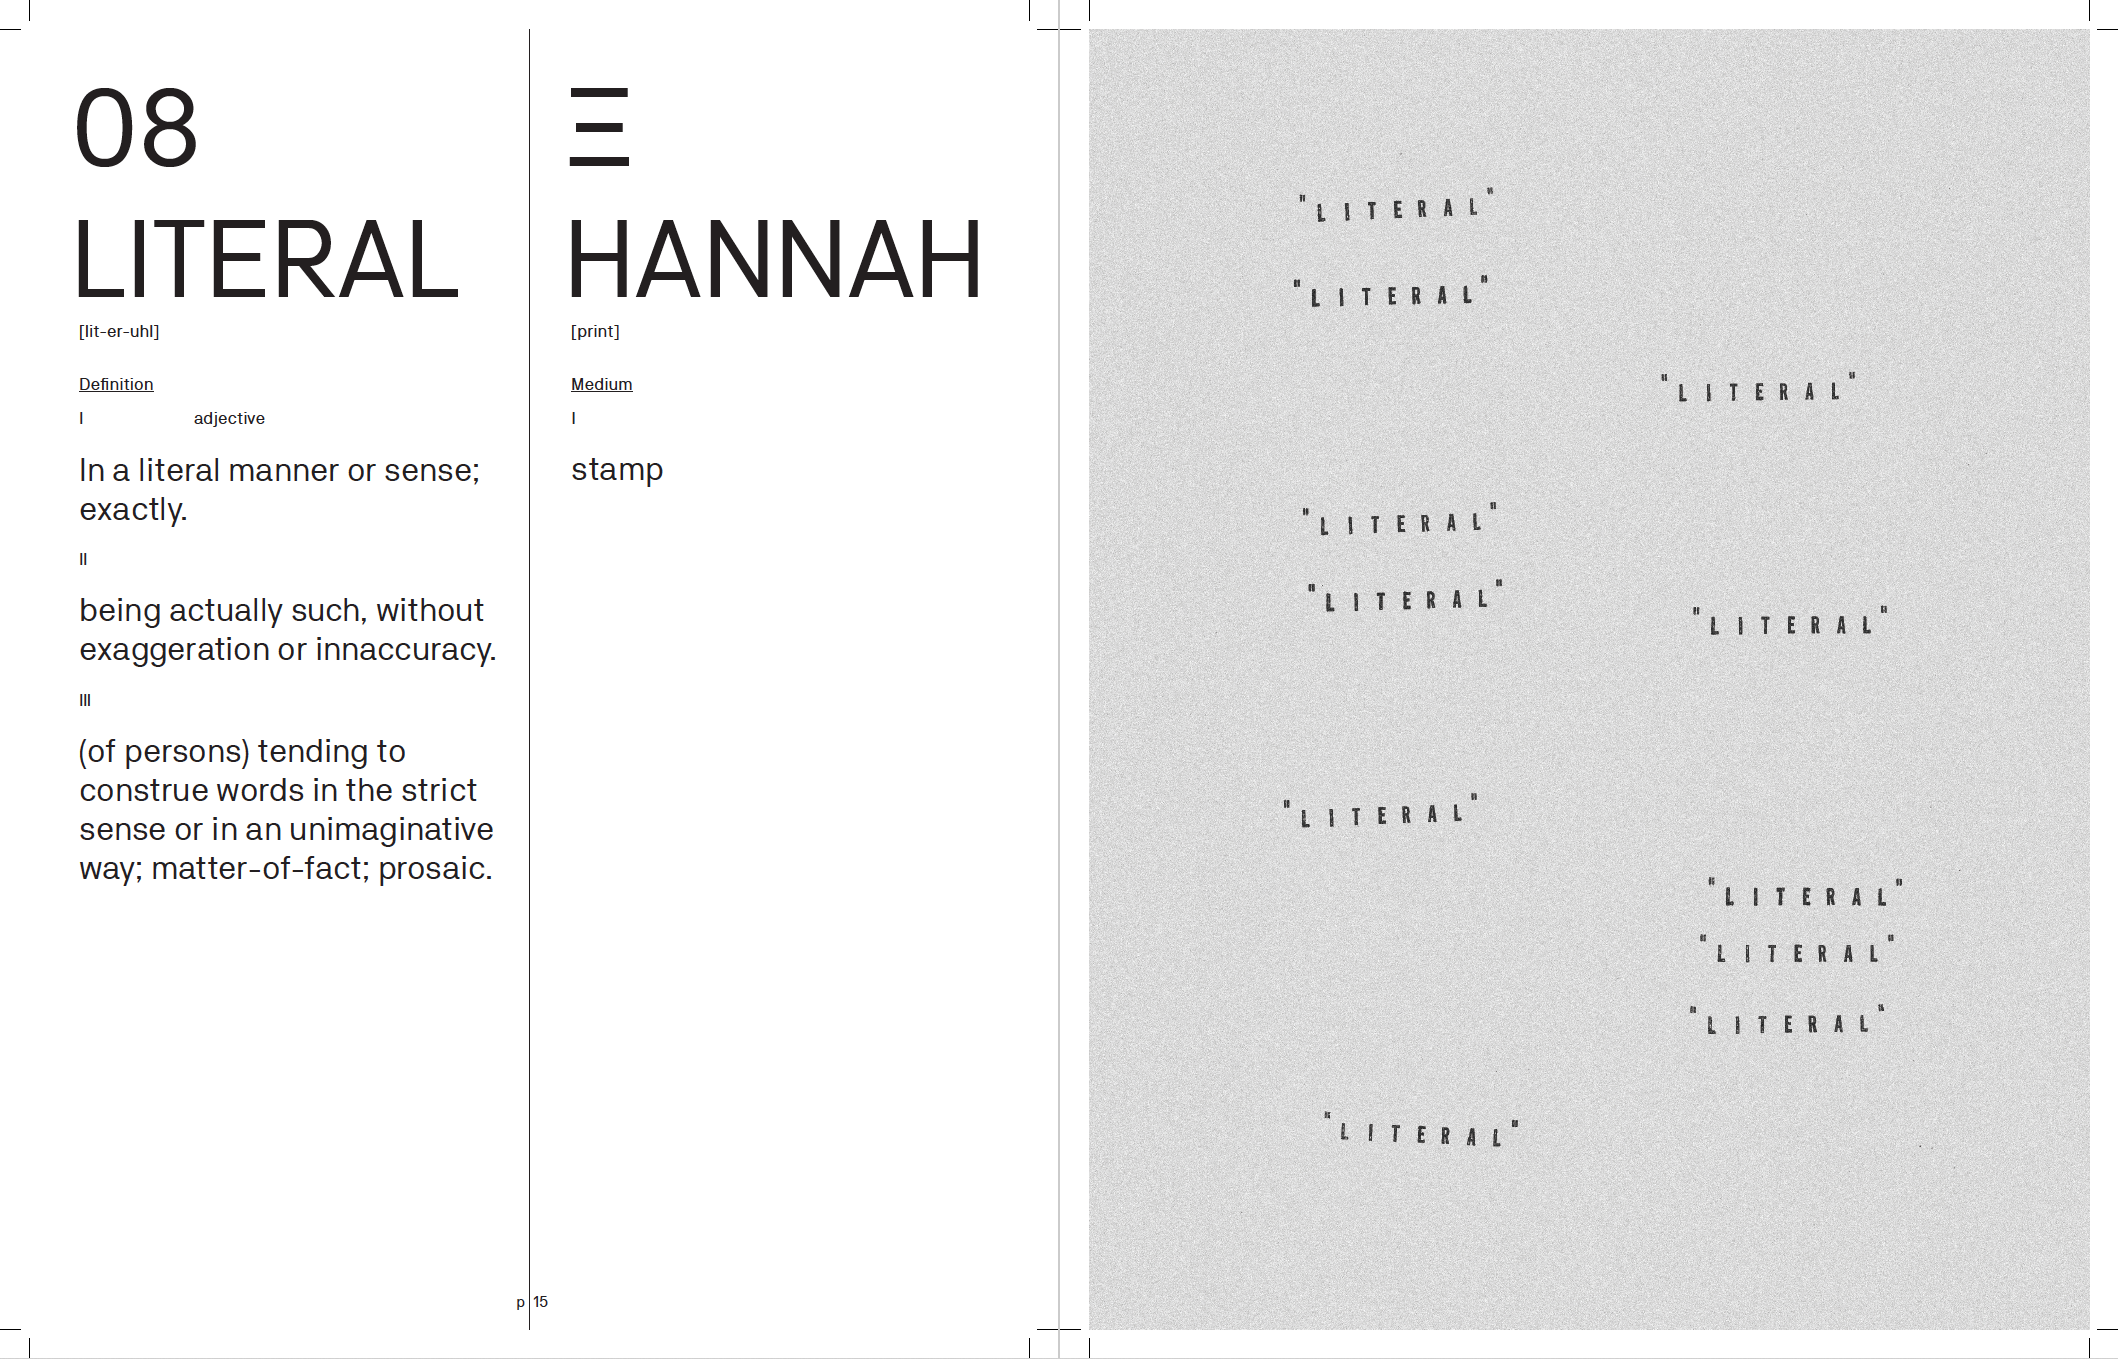 08
LITERAL
[lit-er-uhl]
Definition
I adjective
In a literal manner or sense;
exactly.
II
being actually such, without
exaggeration or innaccuracy.
III
(of persons) tending to
construe words in the strict
sense or in an unimaginative
way; matter-of-fact; prosaic.
Ξ
HANNAH
[print]
Medium
I
stamp
p 15
"LITERAL"
"LITERAL"
"LITERAL"
"LITERAL"
"LITERAL"
"LITERAL"
"LITERAL"
"LITERAL"
"LITERAL"
"LITERAL"
"LITERAL"